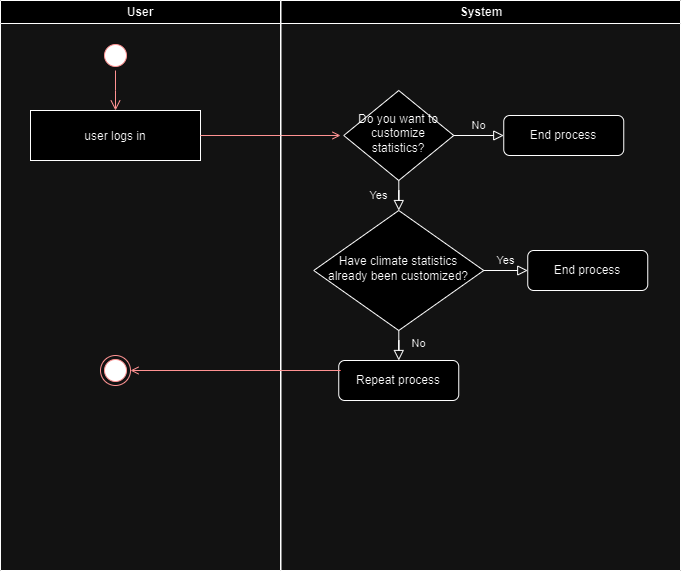 User
System
user logs in
Do you want to
customize
statistics?
No
End process
Yes
Have climate statistics
already been customized?
Yes
End process
No
Repeat process